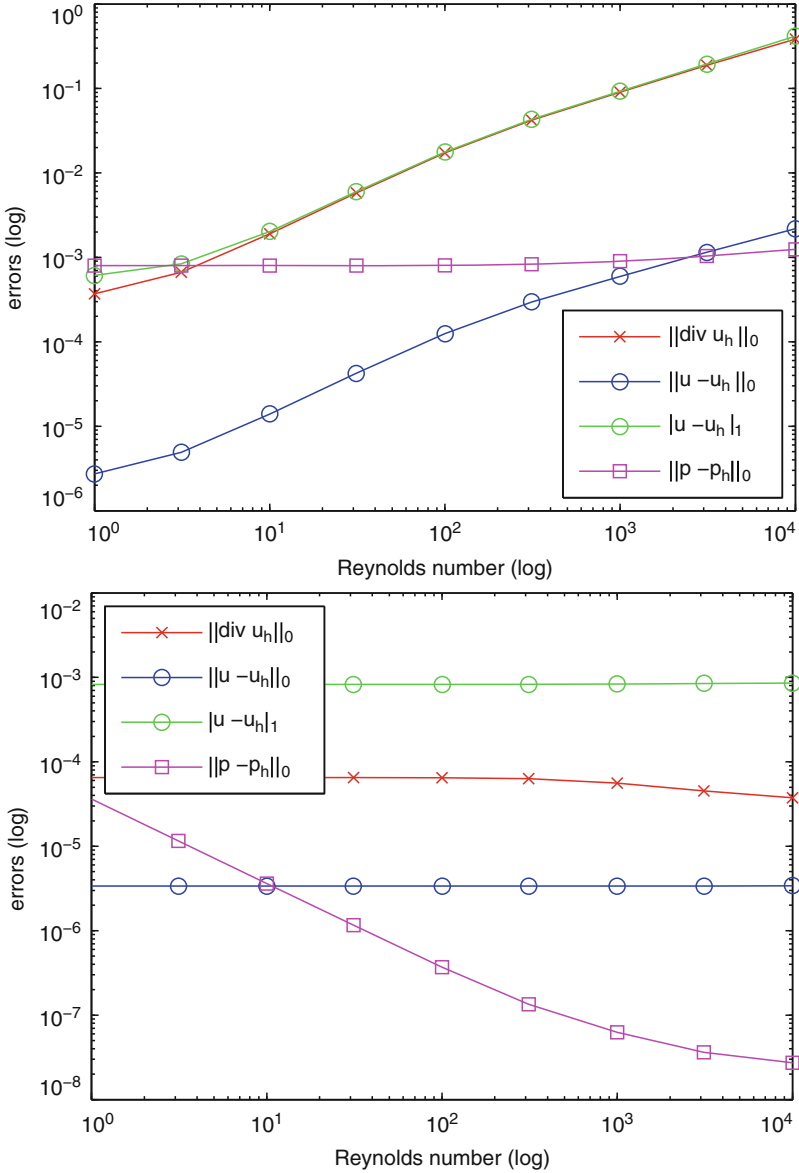 10^0
10^-1
10^-2
10^-3
10^-4
10^-5
10^-6
errors (log)
||div u_h||_0
||u −u_h||_0
|u −u_h|_1
||p −p_h||_0
10^0 10^1 10^2 10^3 10^4
Reynolds number (log)
10^-2
10^-3
10^-4
10^-5
10^-6
10^-7
10^-8
errors (log)
||div u_h||_0
||u −u_h||_0
|u −u_h|_1
||p −p_h||_0
10^0 10^1 10^2 10^3 10^4
Reynolds number (log)